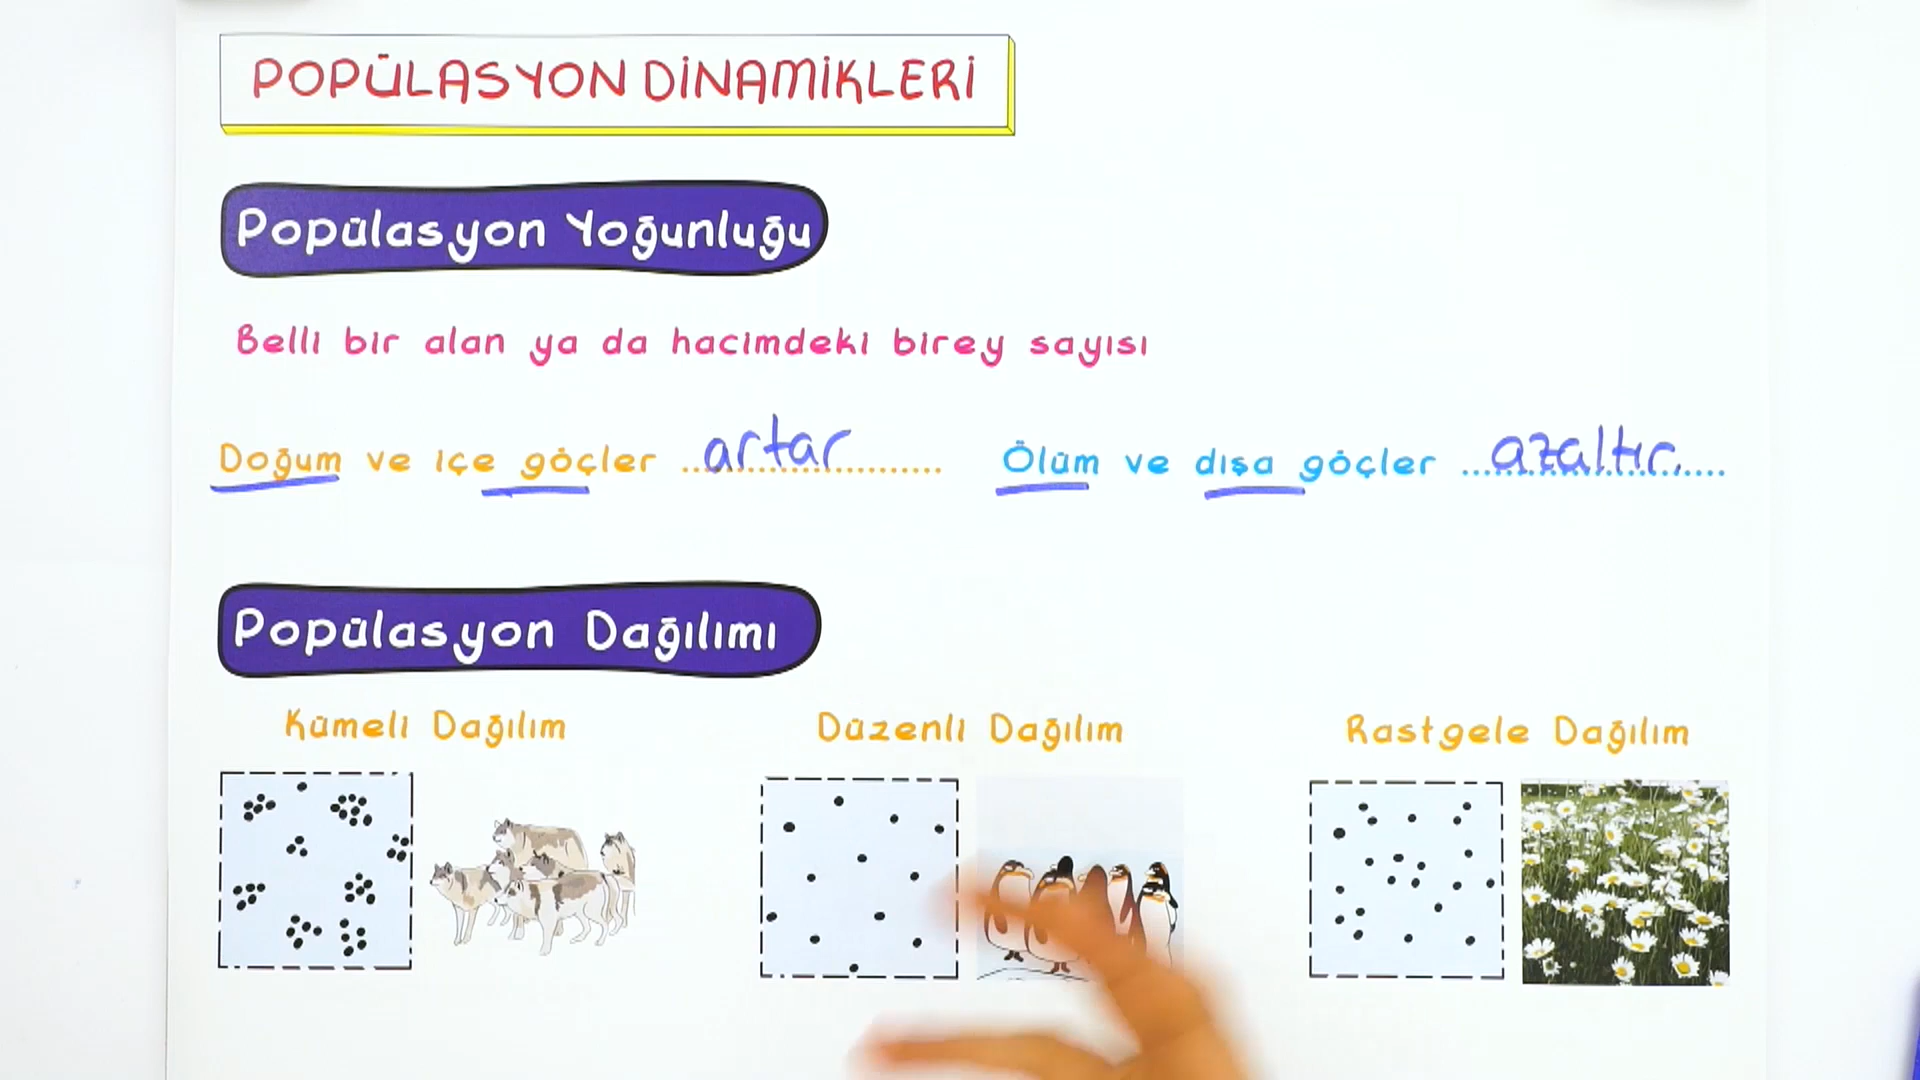 POPÜLASYON DİNAMİKLERİ
Popülasyon Yoğunluğu
Belli bir alan ya da hacimdeki birey sayısı
Doğum ve içe göçler ...artar...... Ölüm ve dışa göçler ...azaltır......
Popülasyon Dağılımı
Kümeli Dağılım Düzenli Dağılım Rastgele Dağılım